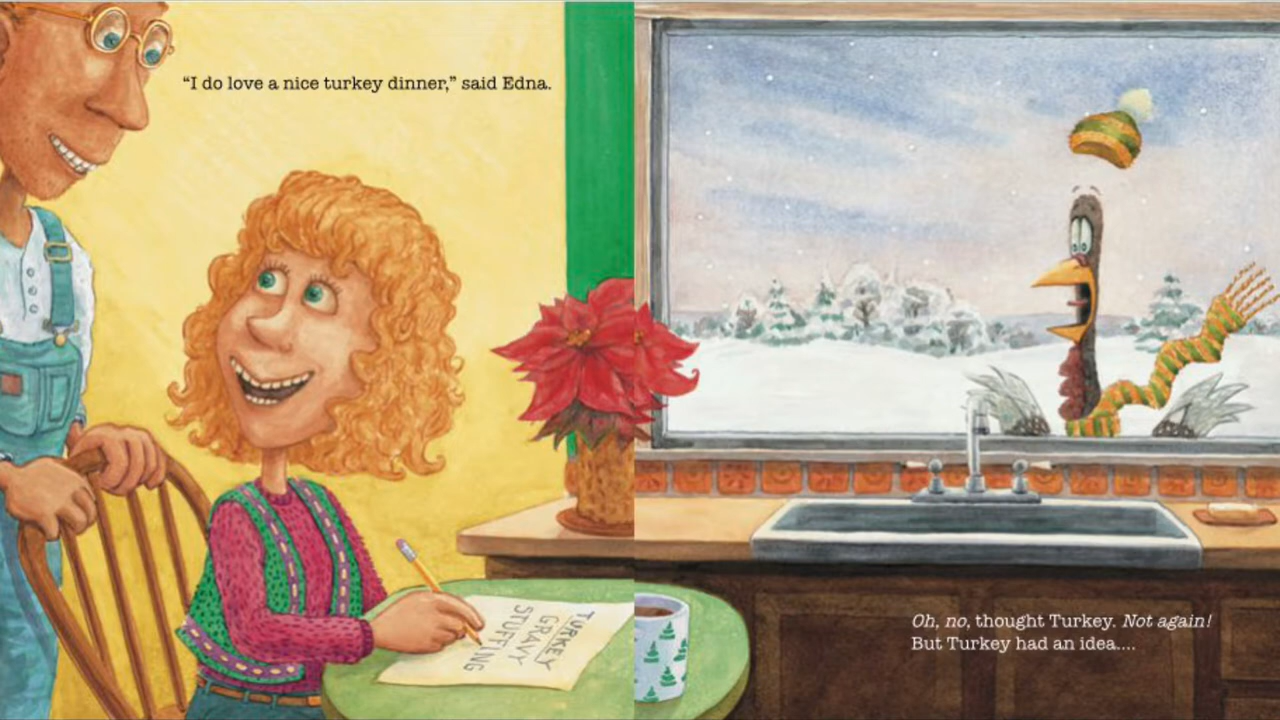 “I do love a nice turkey dinner,” said Edna.
TURKEY
GRAVY
STUFFING
Oh, no, thought Turkey. Not again!
But Turkey had an idea....